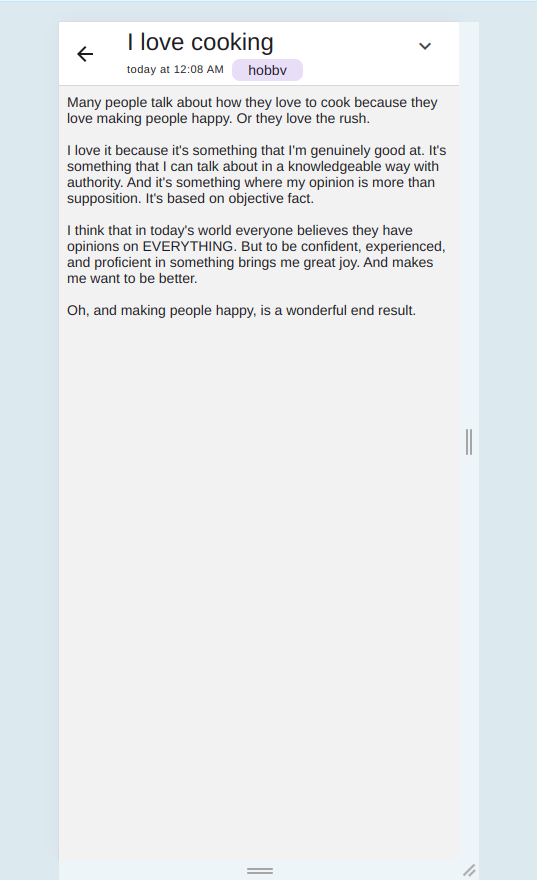 I love cooking
today at 12:08 AM hobby
Many people talk about how they love to cook because they
love making people happy. Or they love the rush.
I love it because it's something that I'm genuinely good at. It's
something that I can talk about in a knowledgeable way with
authority. And it's something where my opinion is more than
supposition. It's based on objective fact.
I think that in today's world everyone believes they have
opinions on EVERYTHING. But to be confident, experienced,
and proficient in something brings me great joy. And makes
me want to be better.
Oh, and making people happy, is a wonderful end result.